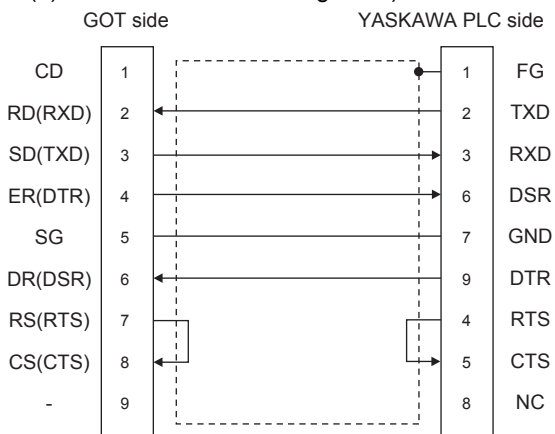 GOT side YASKAWA PLC side
CD 1 1 FG
RD(RXD) 2 2 TXD
SD(TXD) 3 3 RXD
ER(DTR) 4 6 DSR
SG 5 7 GND
DR(DSR) 6 9 DTR
RS(RTS) 7 4 RTS
CS(CTS) 8 5 CTS
- 9 8 NC